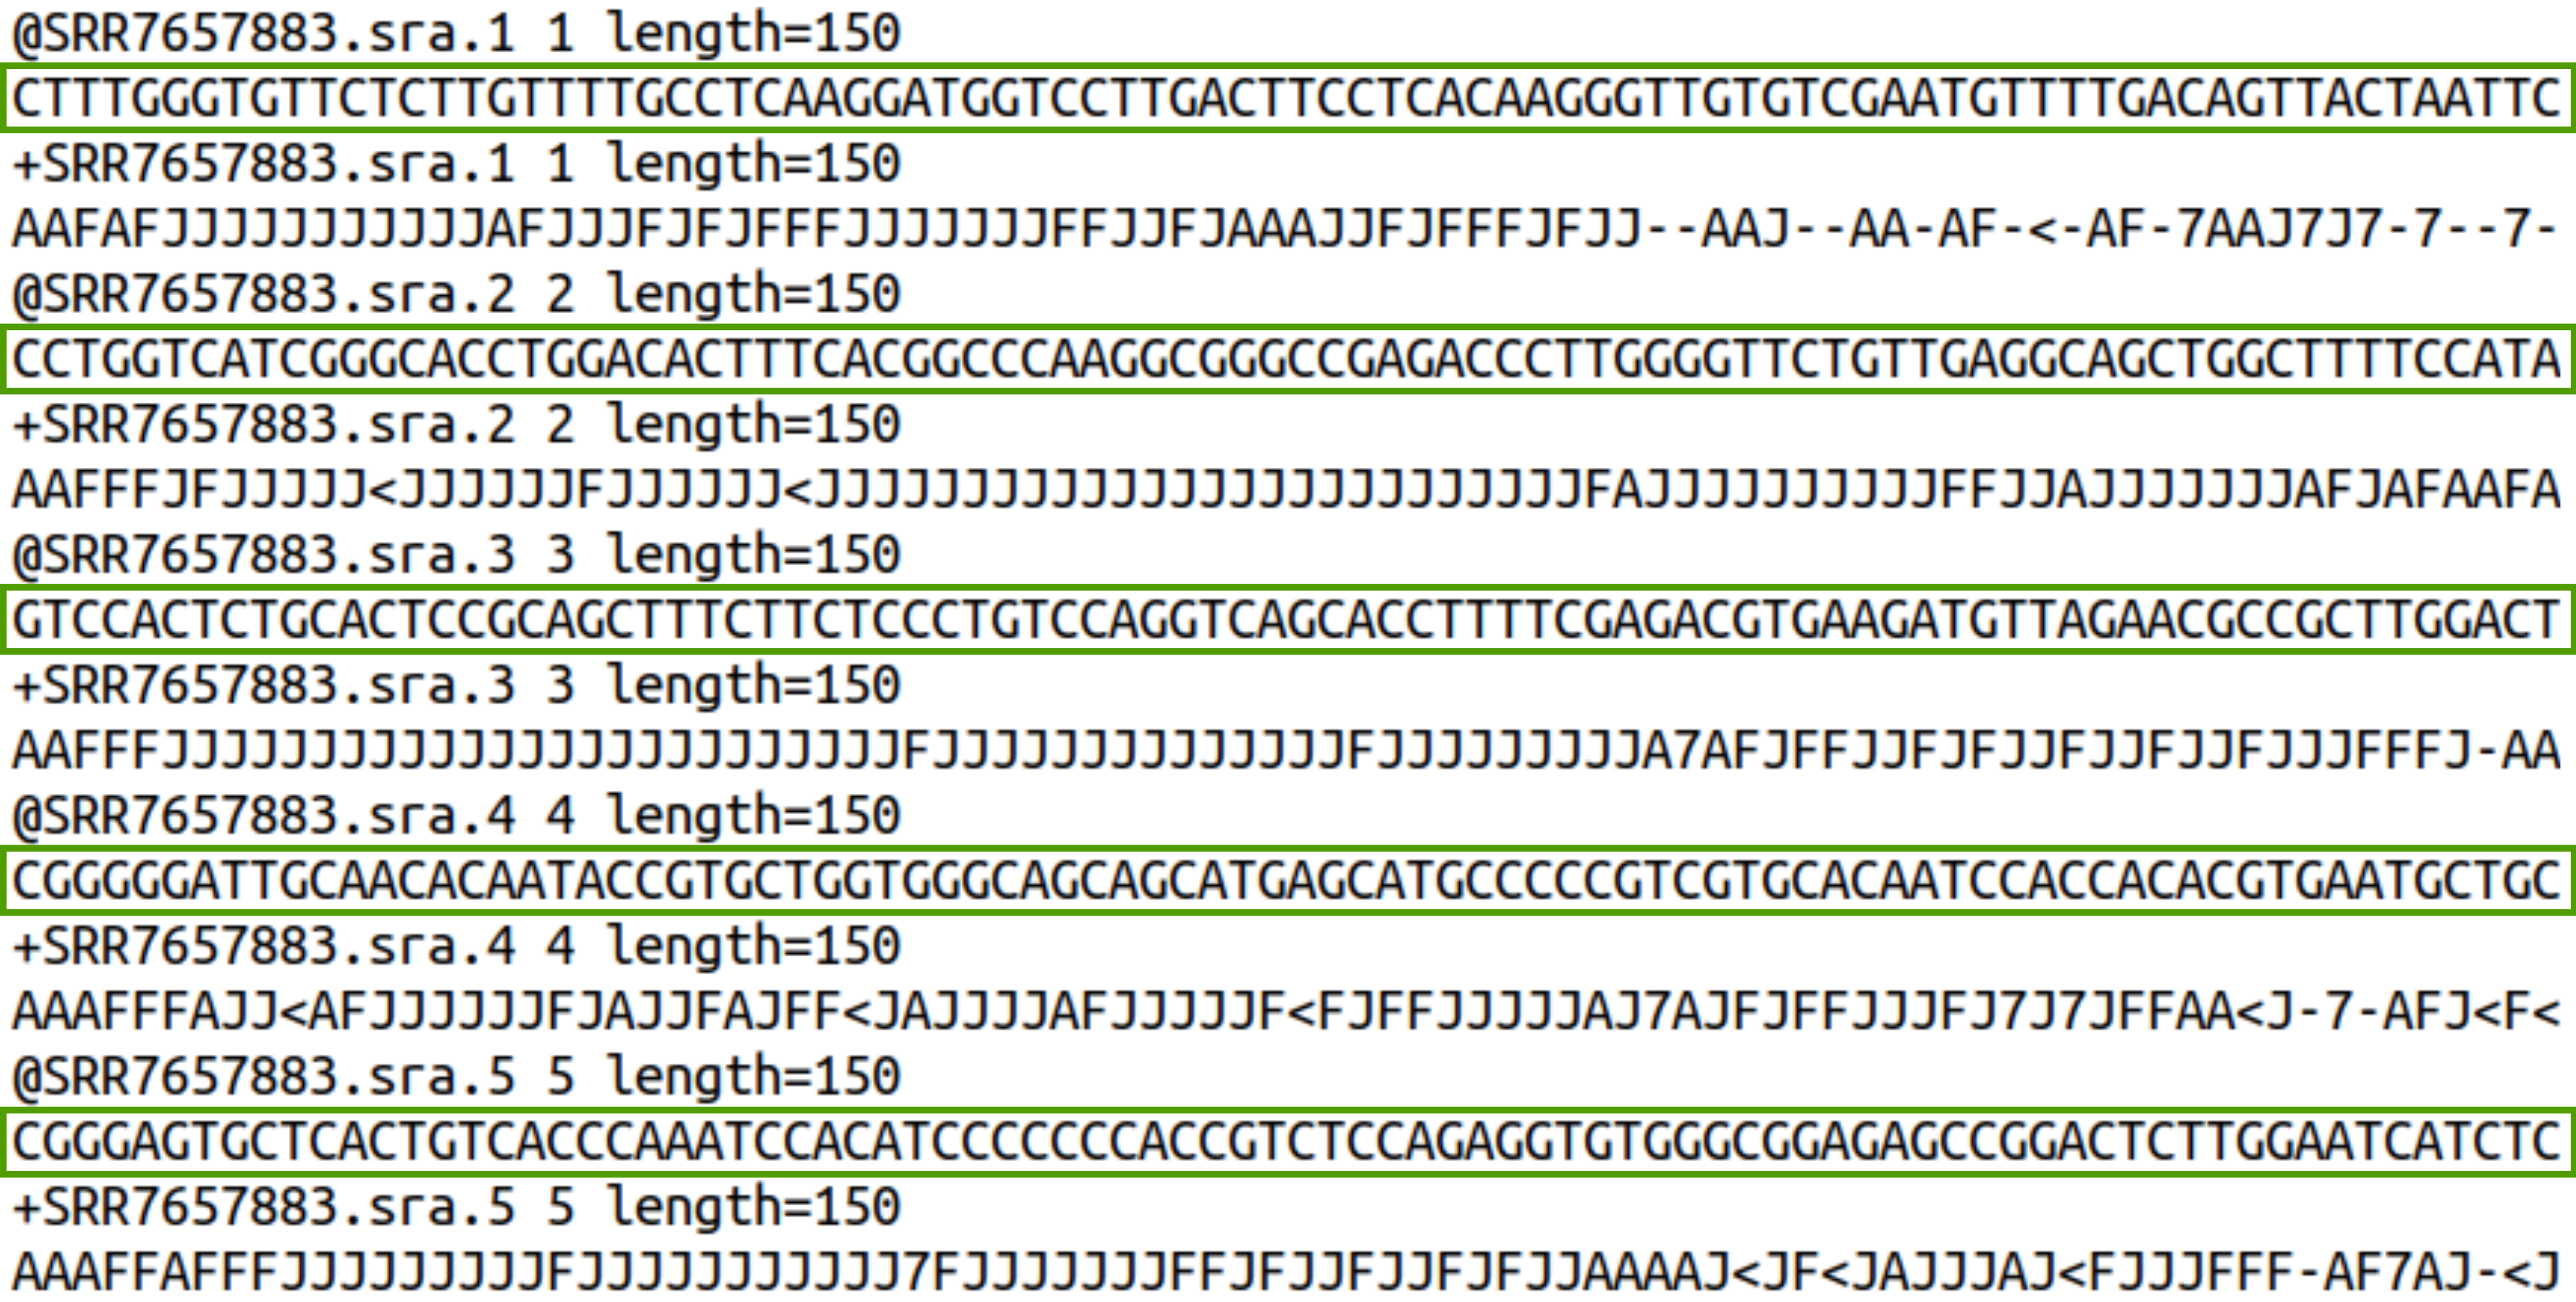 @SRR7657883.sra.1 1 length=150
CTTTGGGTGTTCTCTTGTTTTGCCTCAAGGATGGTCCTTGACTTCCTCACAAGGGTTGTGTCGAATGTTTTGACAGTTACTAATTC
+SRR7657883.sra.1 1 length=150
AAFAFJJJJJJJJJJJAFJJJFJFJFFFJJJJJJJFFJJFJAAAJJFJFFFJFJJ--AAJ--AA-AF-<-AF-7AAJ7J7-7--7-
@SRR7657883.sra.2 2 length=150
CCTGGTCATCGGGCACCTGGACACTTTCACGGCCCAAGGCGGGCCGAGACCCTTGGGGTTCTGTTGAGGCAGCTGGCTTTTCCATA
+SRR7657883.sra.2 2 length=150
AAFFFJFJJJJJ<JJJJJJFJJJJJJ<JJJJJJJJJJJJJJJJJJJJJJJJJJFAJJJJJJJJJJFFJJAJJJJJJJAFJAFAAFA
@SRR7657883.sra.3 3 length=150
GTCCACTCTGCACTCCGCAGCTTTCTTCTCCCTGTCCAGGTCAGCACCTTTTCGAGACGTGAAGATGTTAGAACGCCGCTTGGACT
+SRR7657883.sra.3 3 length=150
AAFFFJJJJJJJJJJJJJJJJJJJJJJJJJFJJJJJJJJJJJJJJFJJJJJJJJJA7AFJFFJJFJFJJFJJFJJFJJJFFFJ-AA
@SRR7657883.sra.4 4 length=150
CGGGGGATTGCAACACAATACCGTGCTGGTGGGCAGCAGCATGAGCATGCCCCCGTCGTGCACAATCCACCACACGTGAATGCTGC
+SRR7657883.sra.4 4 length=150
AAAFFFAJJ<AFJJJJJJFJAJJFAJFF<JAJJJJAFJJJJJF<FJFFJJJJJAJ7AJFJFFJJJFJ7J7JFFAA<J-7-AFJ<F<
@SRR7657883.sra.5 5 length=150
CGGGAGTGCTCACTGTCACCCAAATCCACATCCCCCCCACCGTCTCCAGAGGTGTGGGCGGAGAGCCGGACTCTTGGAATCATCTC
+SRR7657883.sra.5 5 length=150
AAAFFAFFFJJJJJJJJJFJJJJJJJJJJJ7FJJJJJJJFFJFJJFJJFJFJJAAAAJ<JF<JAJJJAJ<FJJJFFF-AF7AJ-<J